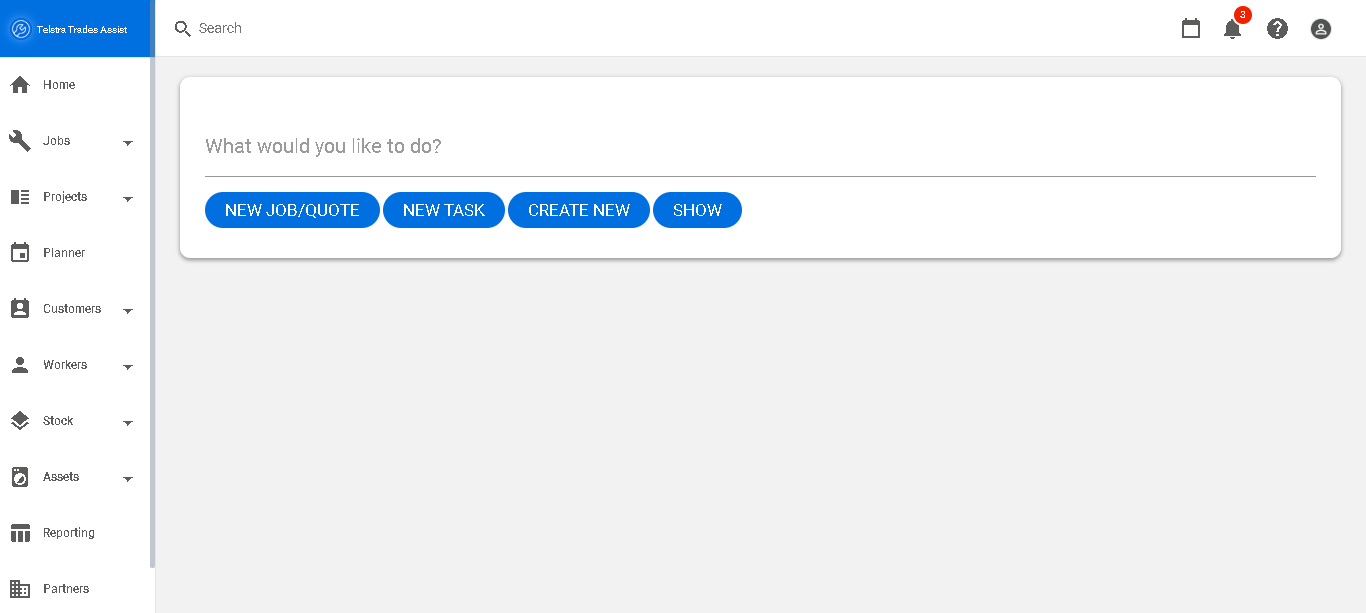 Telstra Trades Assist
Search
3
Home
Jobs
Projects
Planner
Customers
Workers
Stock
Assets
Reporting
Partners
What would you like to do?
NEW JOB/QUOTE
NEW TASK
CREATE NEW
SHOW